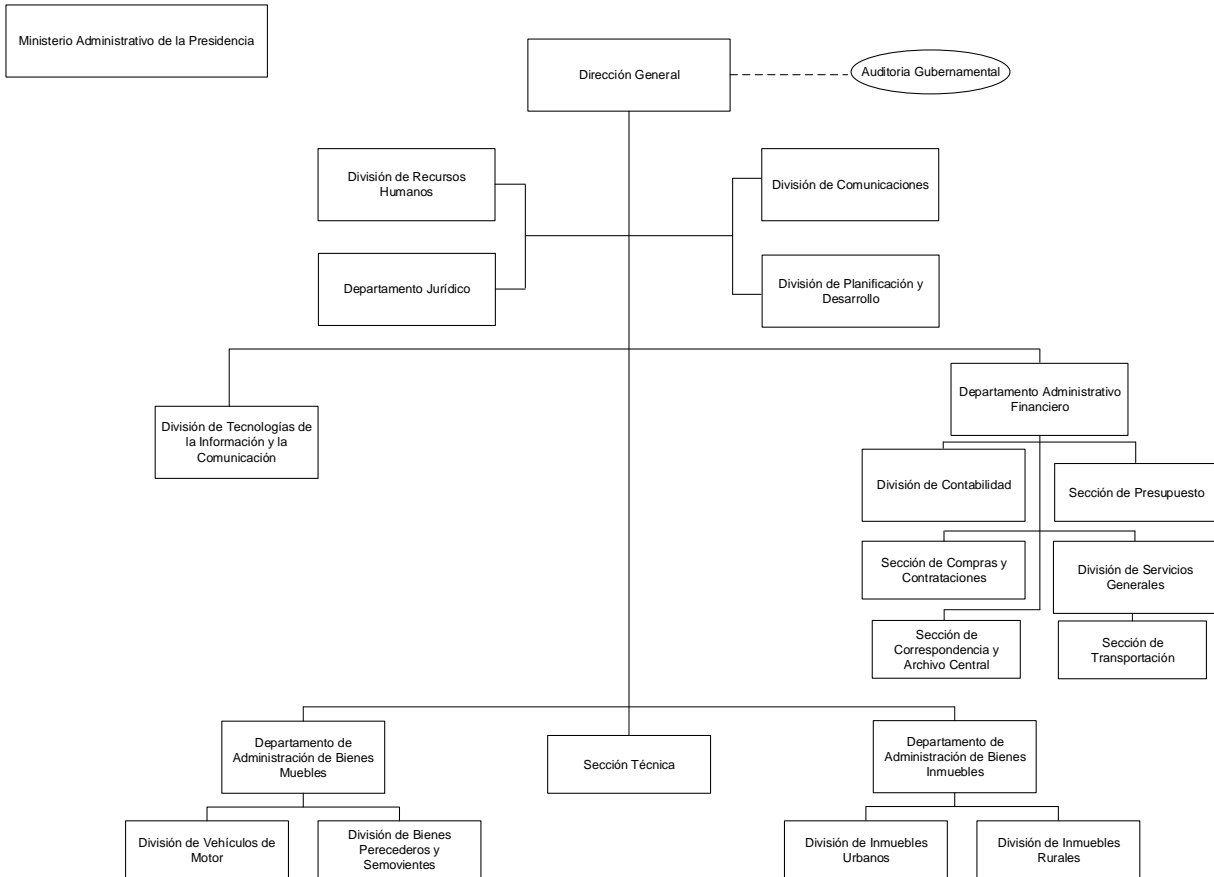 Ministerio Administrativo de la Presidencia
Dirección General
Auditoria Gubernamental
División de Recursos
Humanos
División de Comunicaciones
Departamento Jurídico
División de Planificación y
Desarrollo
División de Tecnologías de
la Información y la
Comunicación
Departamento Administrativo
Financiero
División de Contabilidad
Sección de Presupuesto
Sección de Compras y
Contrataciones
División de Servicios
Generales
Sección de
Correspondencia y
Archivo Central
Sección de
Transportación
Departamento de
Administración de Bienes
Muebles
Sección Técnica
Departamento de
Administración de Bienes
Inmuebles
División de Vehículos de
Motor
División de Bienes
Perecederos y
Semovientes
División de Inmuebles
Urbanos
División de Inmuebles
Rurales